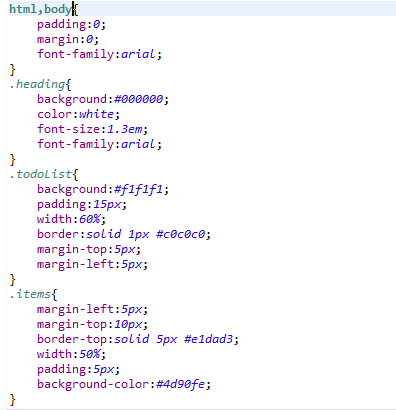 html,body{
padding:0;
margin:0;
font-family:arial;
}
.heading{
background:#000000;
color:white;
font-size:1.3em;
font-family:arial;
}
.todoList{
background:#f1f1f1;
padding:15px;
width:60%;
border:solid 1px #c0c0c0;
margin-top:5px;
margin-left:5px;
}
.items{
margin-left:5px;
margin-top:10px;
border-top:solid 5px #e1dad3;
width:50%;
padding:5px;
background-color:#4d90fe;
}